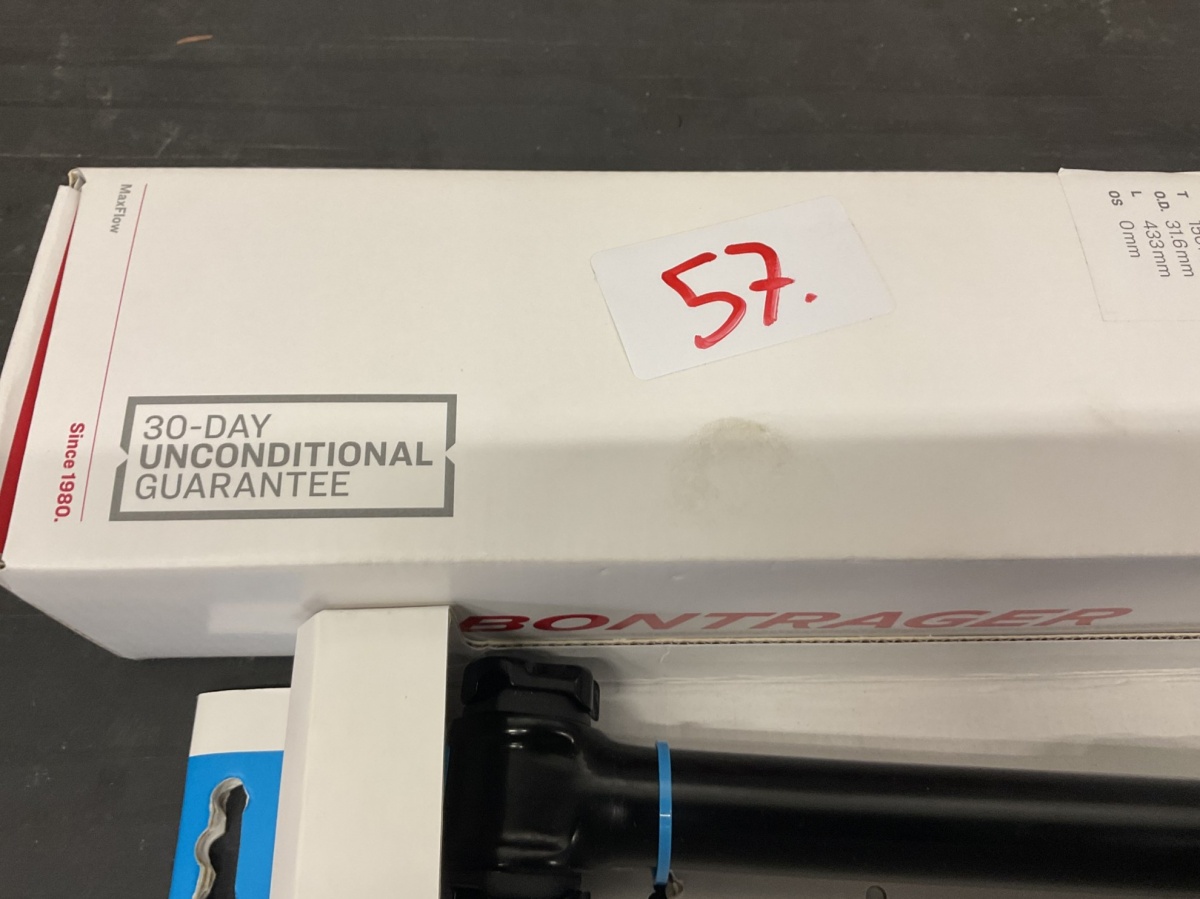 MaxFlow
Since 1980.
30-DAY
UNCONDITIONAL
GUARANTEE
57.
T
O.D. 31.6mm
L 433mm
OS 0mm
BONTRAGER